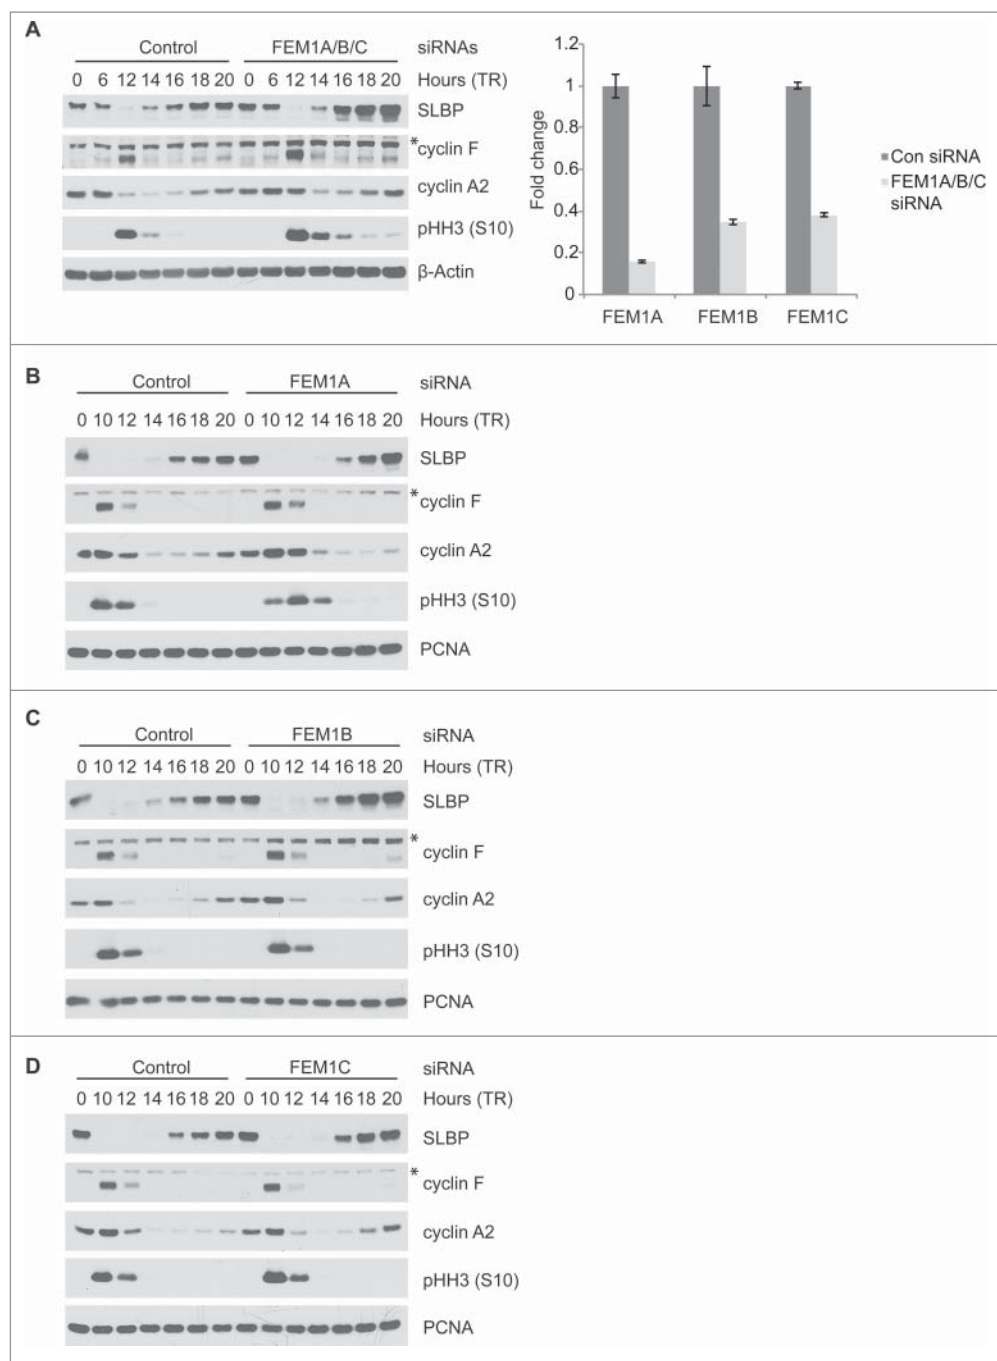 A
Control FEM1A/B/C siRNAs
0 6 12 14 16 18 20 0 6 12 14 16 18 20 Hours (TR)
SLBP
* cyclin F
cyclin A2
pHH3 (S10)
β-Actin
1.2
1
0.8
0.6
0.4
0.2
0
Fold change
FEM1A FEM1B FEM1C
Con siRNA
FEM1A/B/C
siRNA
B
Control FEM1A siRNA
0 10 12 14 16 18 20 0 10 12 14 16 18 20 Hours (TR)
SLBP
* cyclin F
cyclin A2
pHH3 (S10)
PCNA
C
Control FEM1B siRNA
0 10 12 14 16 18 20 0 10 12 14 16 18 20 Hours (TR)
SLBP
*
cyclin F
cyclin A2
pHH3 (S10)
PCNA
D
Control FEM1C siRNA
0 10 12 14 16 18 20 0 10 12 14 16 18 20 Hours (TR)
SLBP
*
cyclin F
cyclin A2
pHH3 (S10)
PCNA